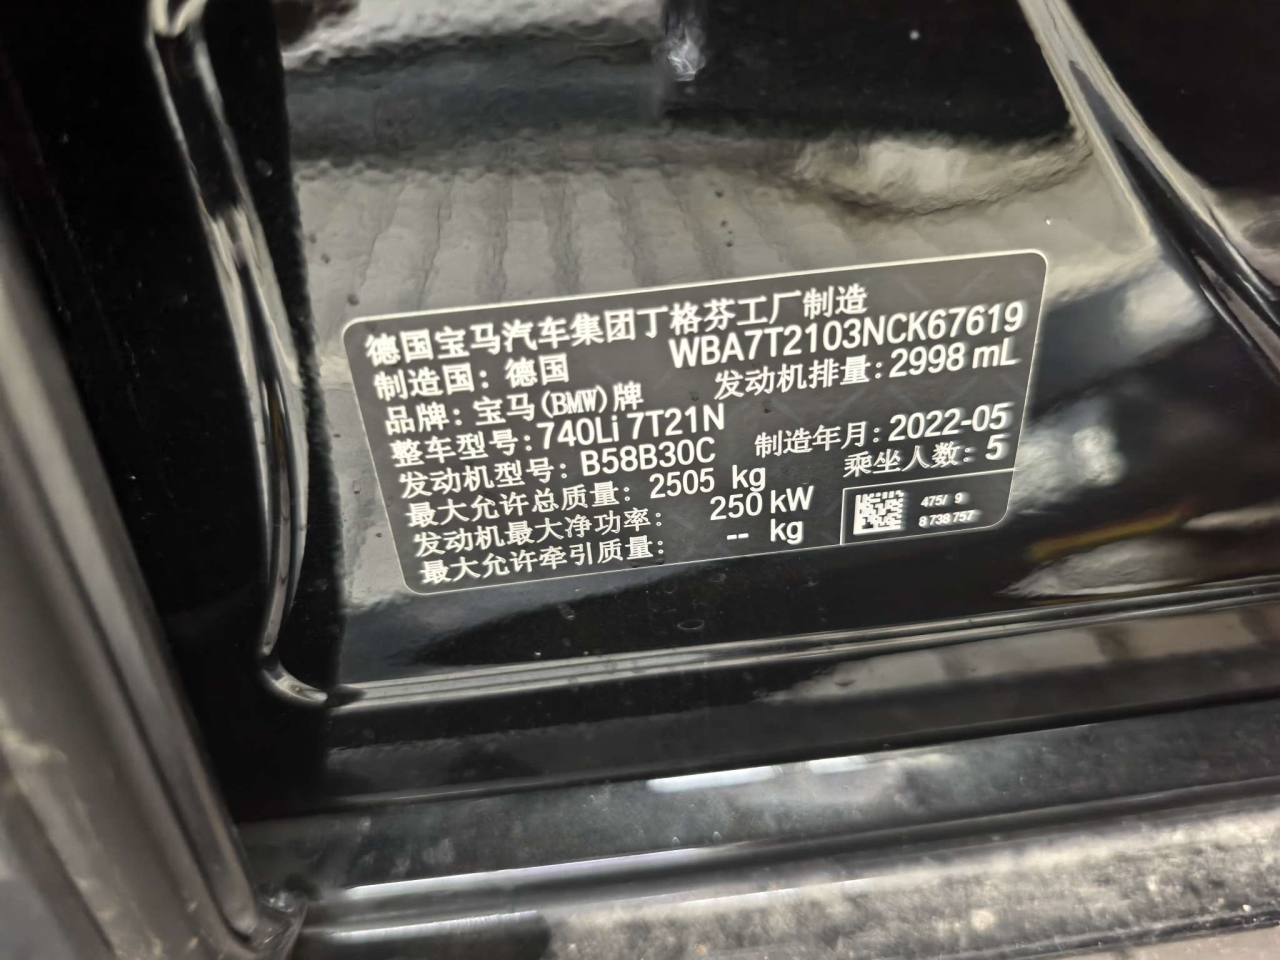 德国宝马汽车集团丁格芬工厂制造
制造国：德国 WBA7T2103NCK67619
品牌：宝马(BMW)牌 发动机排量：2998 mL
整车型号：740Li 7T21N
发动机型号：B58B30C 制造年月：2022-05
最大允许总质量：2505 kg 乘坐人数：5
发动机最大净功率： 250 kW
最大允许牵引质量： -- kg
475/ 9
8 738 757